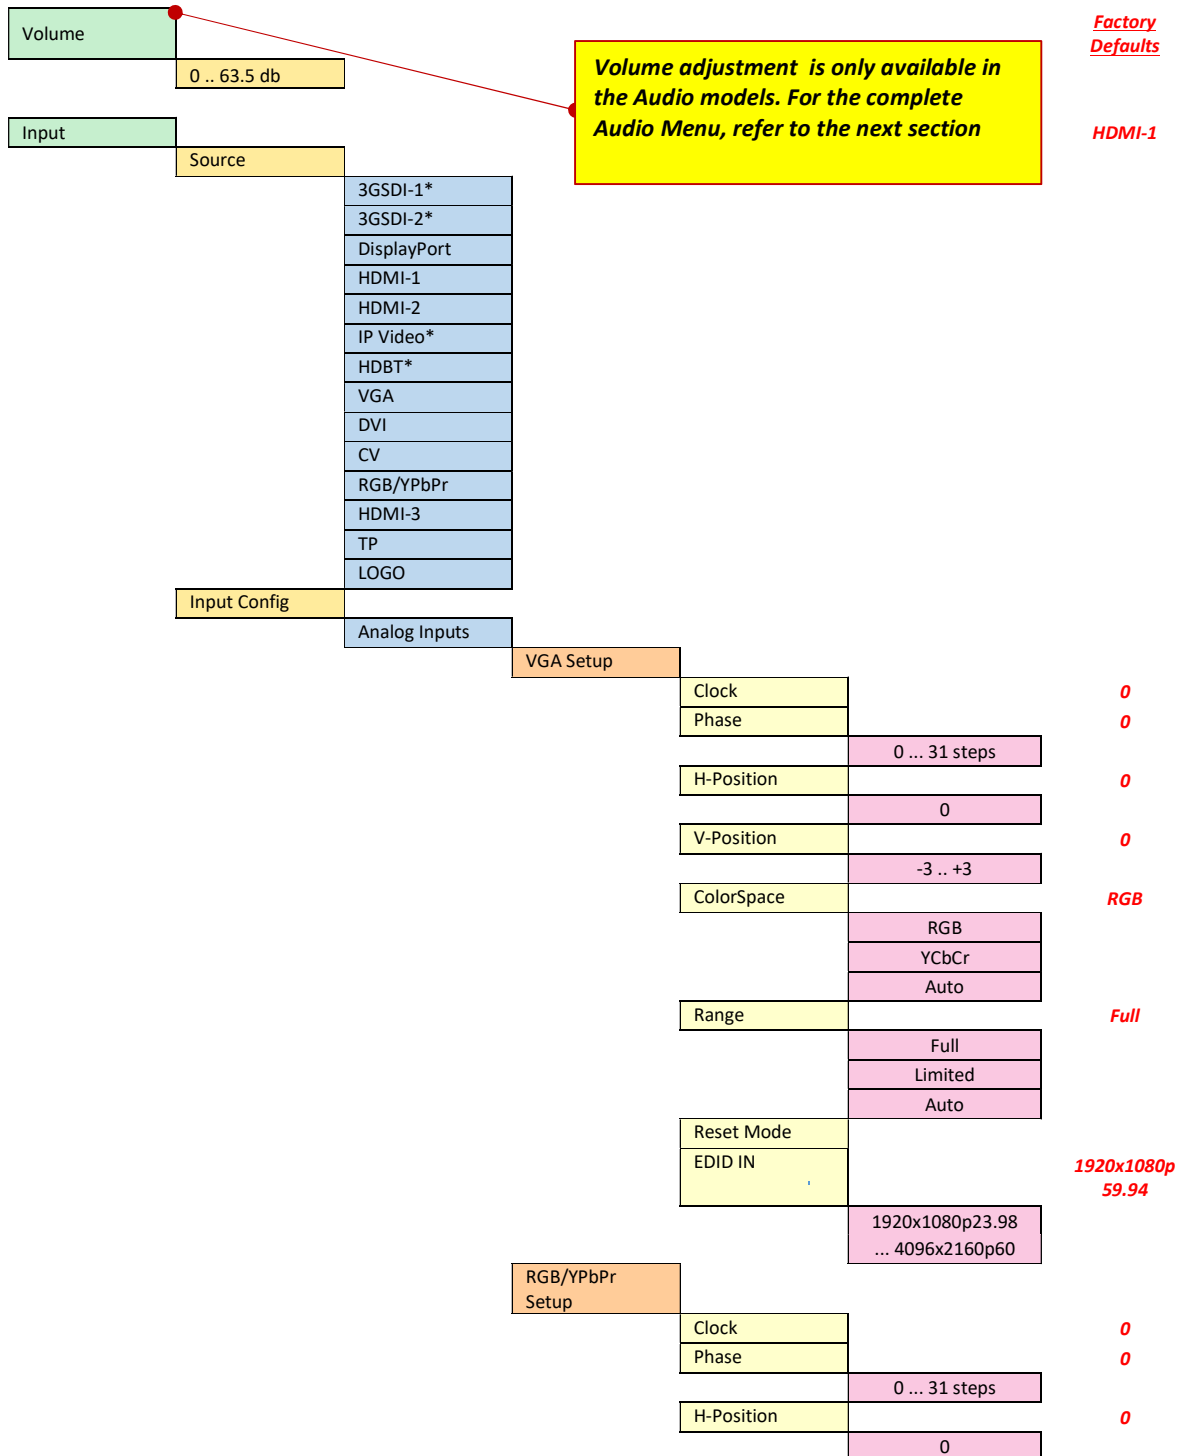 Volume
Factory
Defaults
0 .. 63.5 db
Volume adjustment is only available in
the Audio models. For the complete
Audio Menu, refer to the next section
Input
HDMI-1
Source
3GSDI-1*
3GSDI-2*
DisplayPort
HDMI-1
HDMI-2
IP Video*
HDBT*
VGA
DVI
CV
RGB/YPbPr
HDMI-3
TP
LOGO
Input Config
Analog Inputs
VGA Setup
Clock 0
Phase 0
0 ... 31 steps
H-Position 0
0
V-Position 0
-3 .. +3
ColorSpace RGB
RGB
YCbCr
Auto
Range Full
Full
Limited
Auto
Reset Mode
EDID IN 1920x1080p
59.94
1920x1080p23.98
... 4096x2160p60
RGB/YPbPr
Setup
Clock 0
Phase 0
0 ... 31 steps
H-Position 0
0